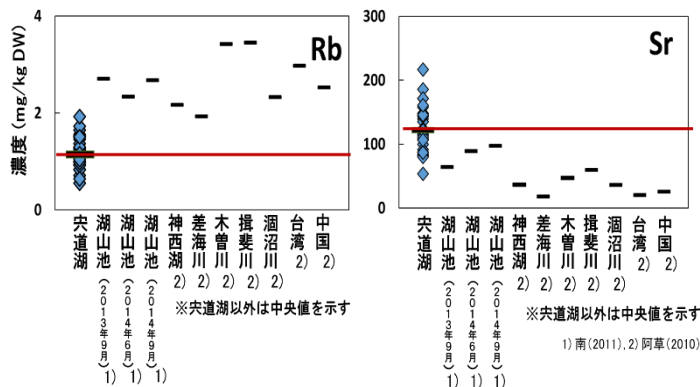 Rb
濃度(mg/kg DW)
4
2
0
宍道湖
湖山池(2013年9月)1)
湖山池(2014年6月)1)
湖山池(2014年9月)1)
神西湖2)
差海川2)
木曽川2)
揖斐川2)
涸沼川2)
台湾2)
中国2)
※宍道湖以外は中央値を示す
Sr
300
200
100
0
宍道湖
湖山池(2013年9月)1)
湖山池(2014年6月)1)
湖山池(2014年9月)1)
神西湖2)
差海川2)
木曽川2)
揖斐川2)
涸沼川2)
台湾2)
中国2)
※宍道湖以外は中央値を示す
1)南(2011),2)阿草(2010)